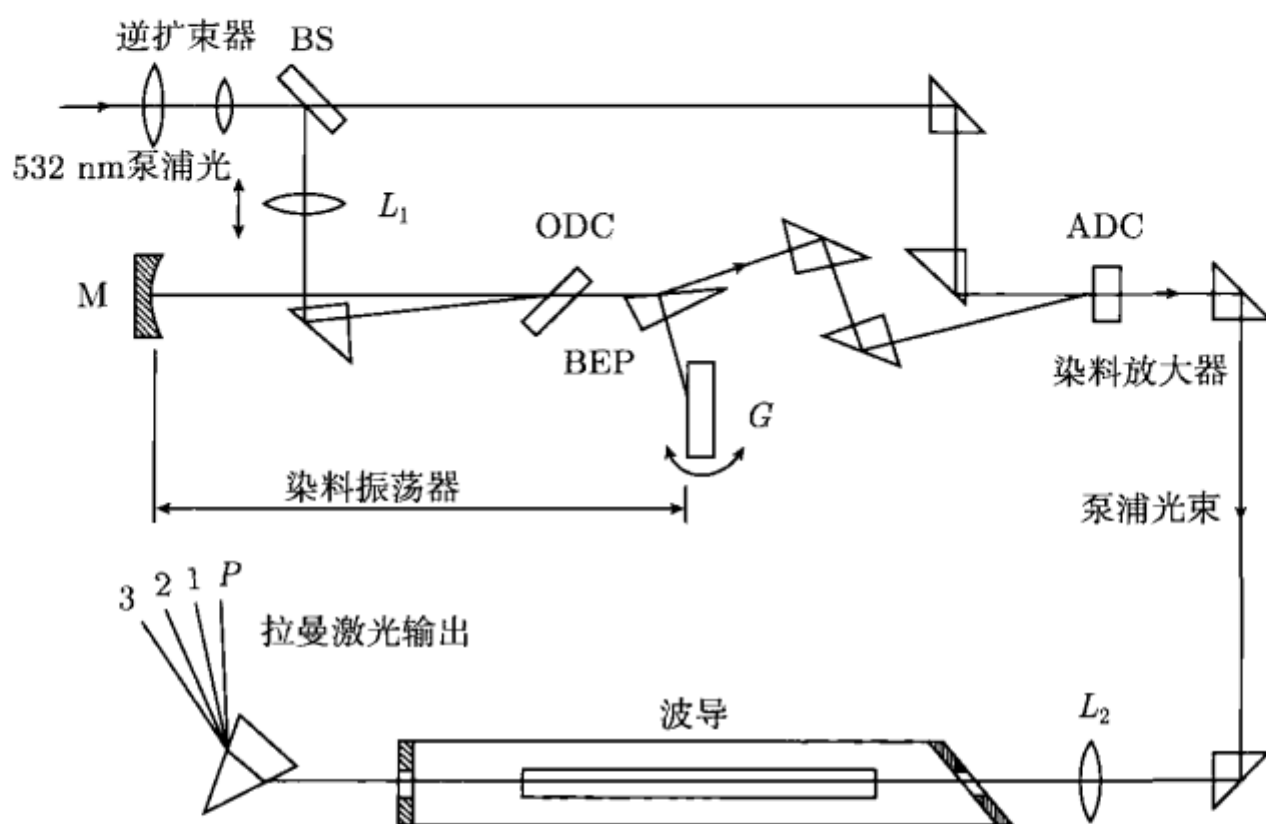 逆扩束器
BS
532 nm泵浦光
L₁
ODC
ADC
M
BEP
染料放大器
G
染料振荡器
泵浦光束
3 2 1 P
拉曼激光输出
波导
L₂